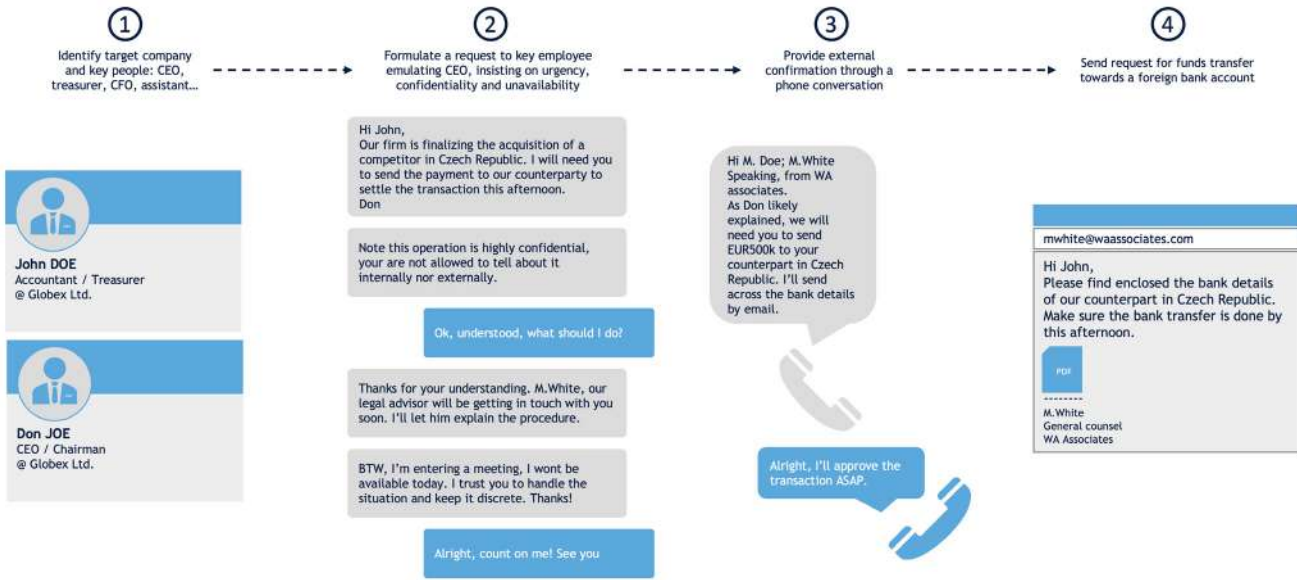 1
Identify target company
and key people: CEO,
treasurer, CFO, assistant…
2
Formulate a request to key employee
emulating CEO, insisting on urgency,
confidentiality and unavailability
3
Provide external
confirmation through a
phone conversation
4
Send request for funds transfer
towards a foreign bank account
John DOE
Accountant / Treasurer
@ Globex Ltd.
Don JOE
CEO / Chairman
@ Globex Ltd.
Hi John,
Our firm is finalizing the acquisition of a
competitor in Czech Republic. I will need you
to send the payment to our counterparty to
settle the transaction this afternoon.
Don
Note this operation is highly confidential,
your are not allowed to tell about it
internally nor externally.
Ok, understood, what should I do?
Thanks for your understanding. M.White, our
legal advisor will be getting in touch with you
soon. I'll let him explain the procedure.
BTW, I'm entering a meeting, I wont be
available today. I trust you to handle the
situation and keep it discrete. Thanks!
Alright, count on me! See you
Hi M. Doe; M.White
Speaking, from WA
associates.
As Don likely
explained, we will
need you to send
EUR500k to your
counterpart in Czech
Republic. I'll send
across the bank details
by email.
Alright, I'll approve the
transaction ASAP.
mwhite@waassociates.com
Hi John,
Please find enclosed the bank details
of our counterpart in Czech Republic.
Make sure the bank transfer is done by
this afternoon.
PDF
--------
M.White
General counsel
WA Associates